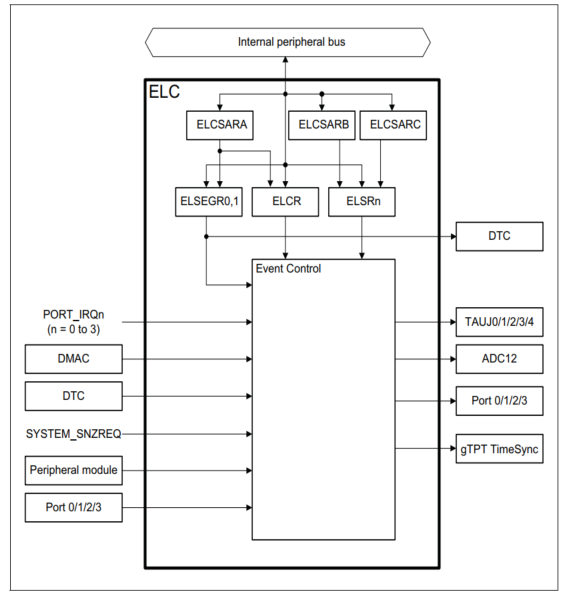 Internal peripheral bus
ELC
ELCSARA
ELCSARB
ELCSARC
ELSEGR0,1
ELCR
ELSRn
DTC
Event Control
PORT_IRQn
(n = 0 to 3)
TAUJ0/1/2/3/4
DMAC
ADC12
DTC
Port 0/1/2/3
SYSTEM_SNZREQ
gTPT TimeSync
Peripheral module
Port 0/1/2/3